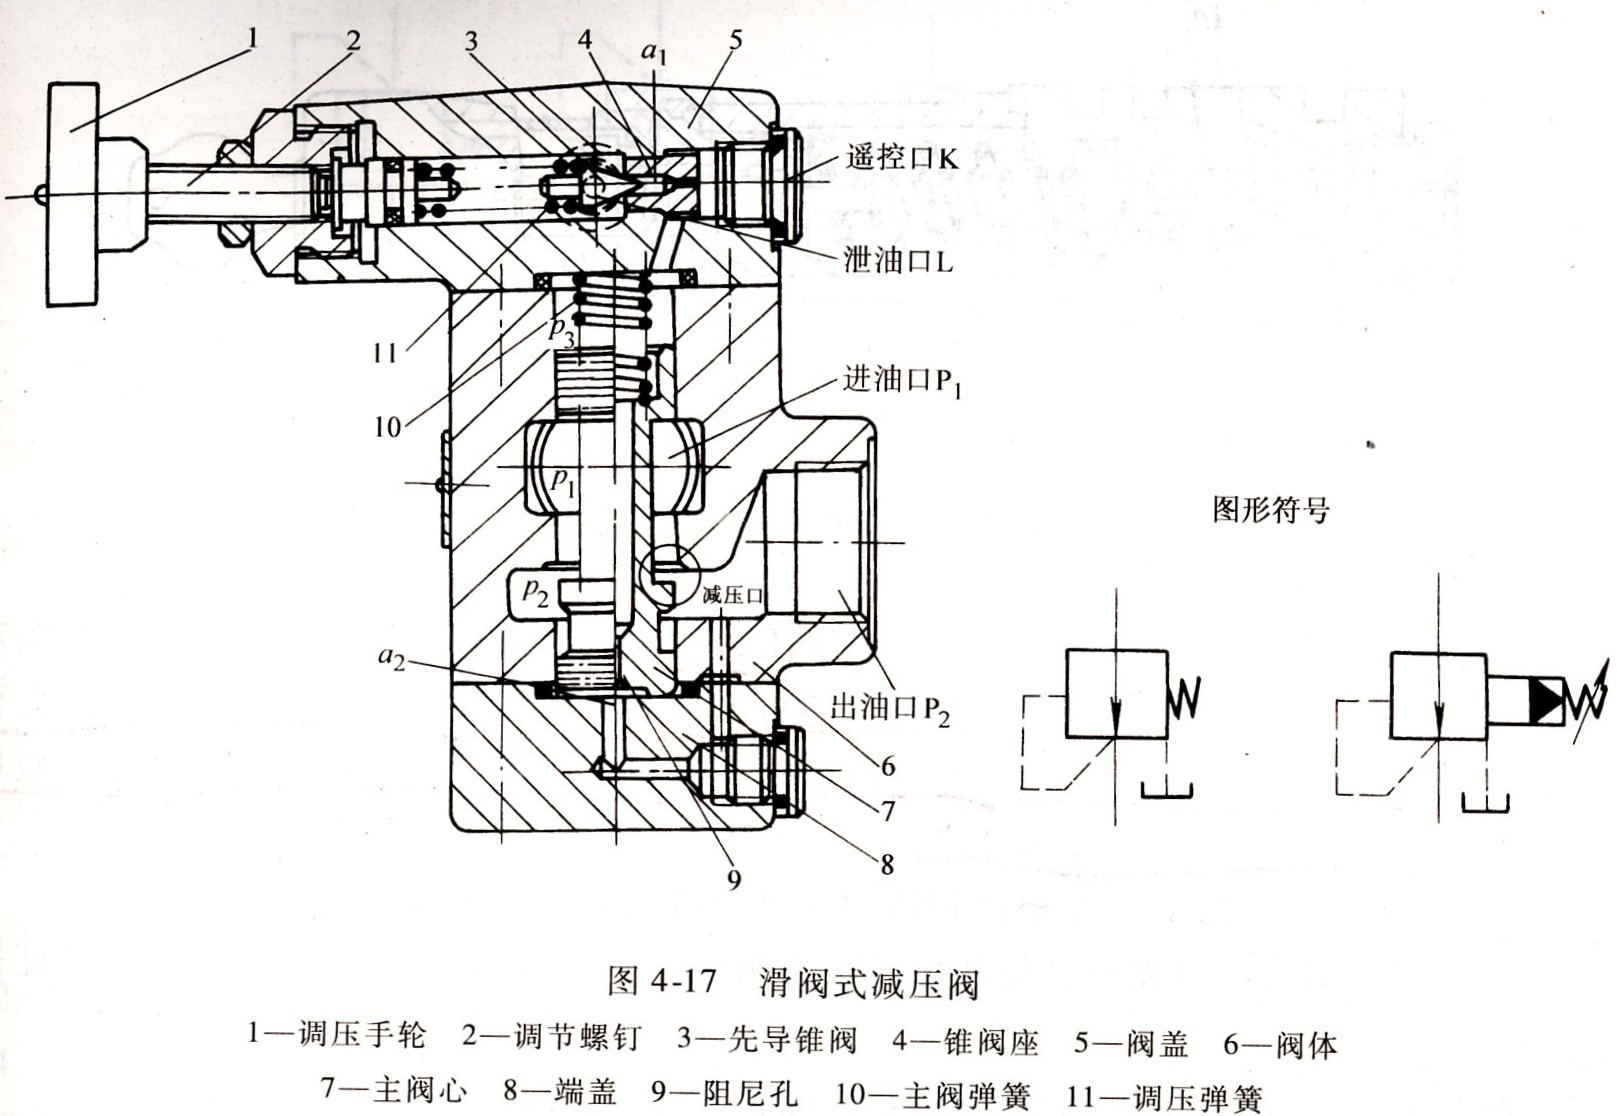 1
2
3
4
a1
5
遥控口K
泄油口L
p3
11
进油口P1
10
p1
图形符号
p2
减压口
a2
出油口P2
6
7
8
9
图 4-17 滑阀式减压阀
1—调压手轮 2—调节螺钉 3—先导锥阀 4—锥阀座 5—阀盖 6—阀体
7—主阀心 8—端盖 9—阻尼孔 10—主阀弹簧 11—调压弹簧